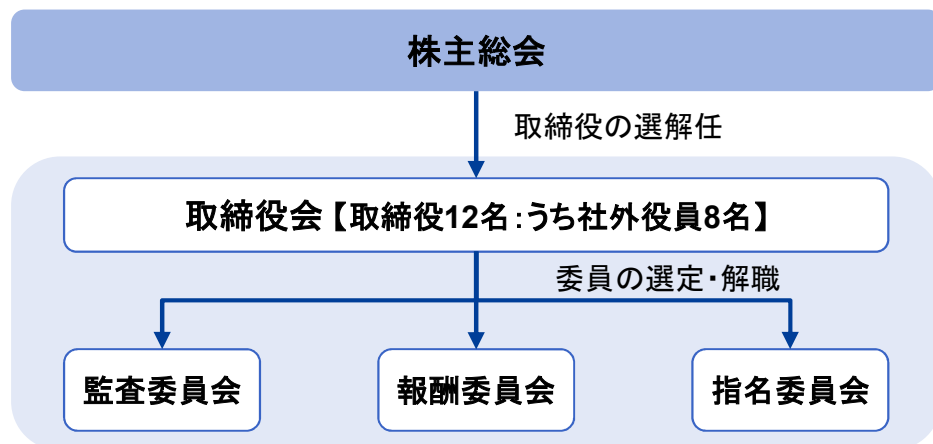 株主総会
取締役の選解任
取締役会【取締役12名：うち社外役員8名】
委員の選定・解職
監査委員会
報酬委員会
指名委員会